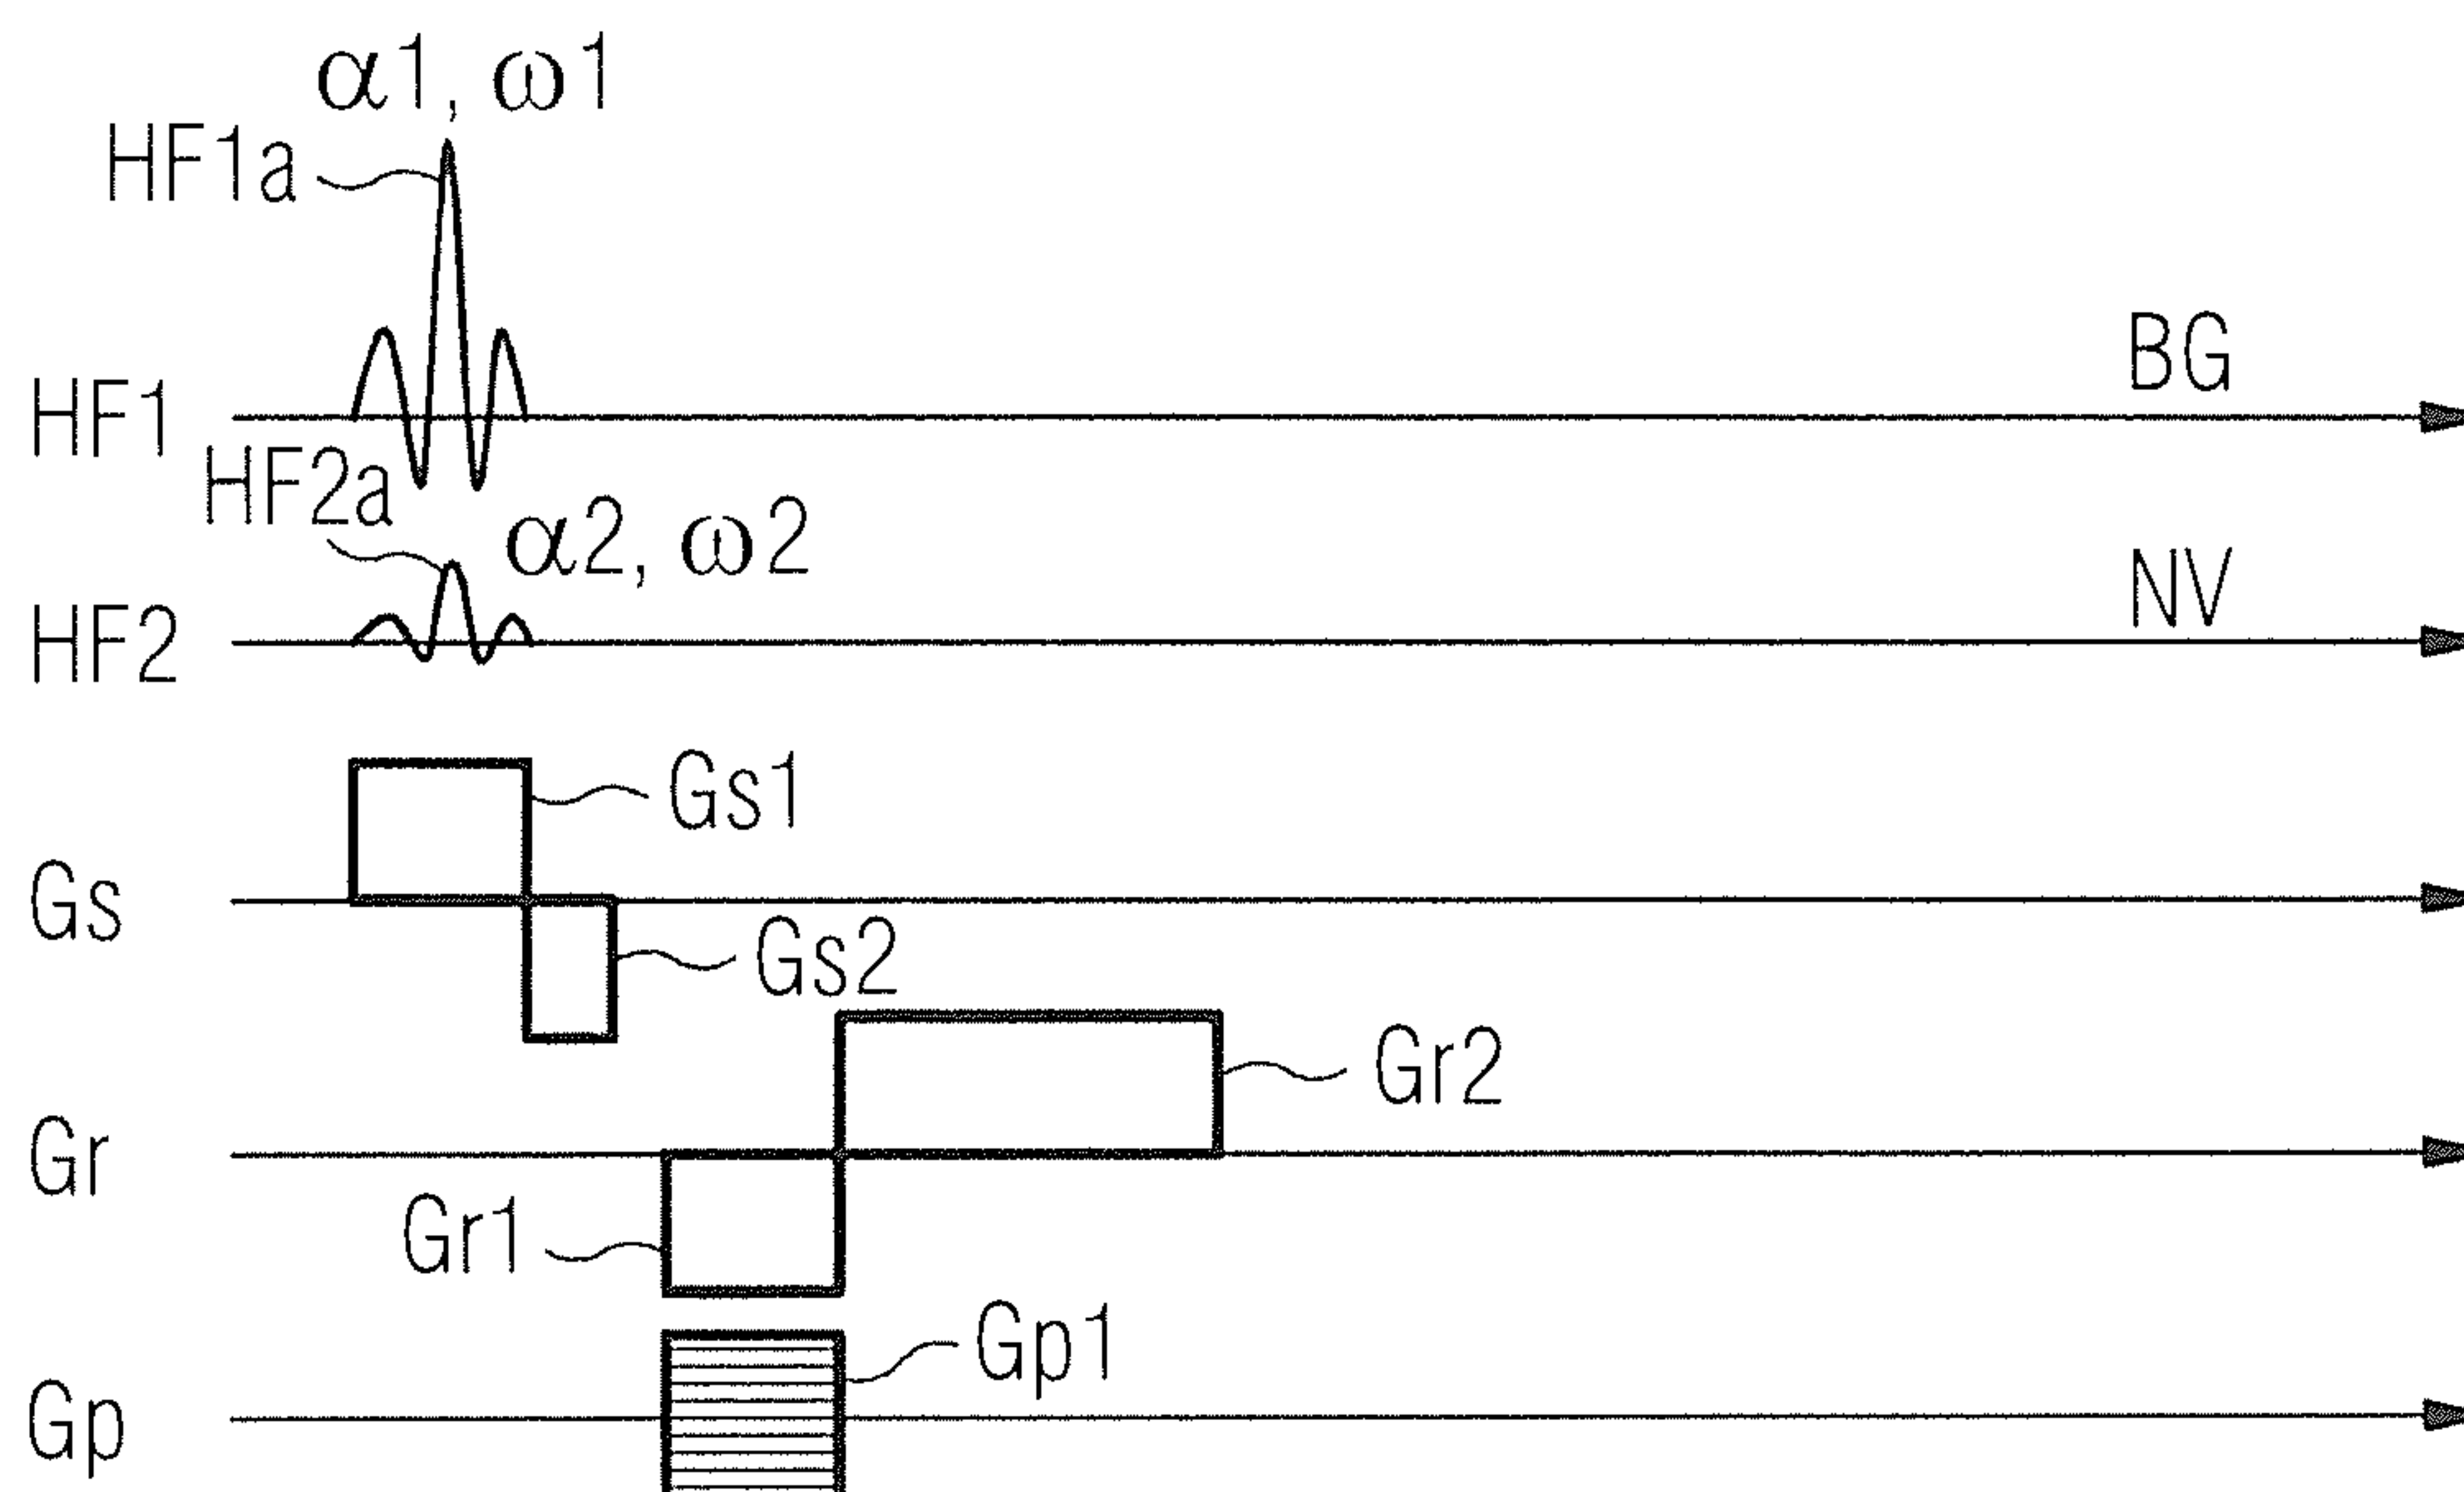 α1, ω1
HF1a
BG
HF1
HF2a
α2, ω2
NV
HF2
Gs1
Gs
Gs2
Gr2
Gr
Gr1
Gp1
Gp